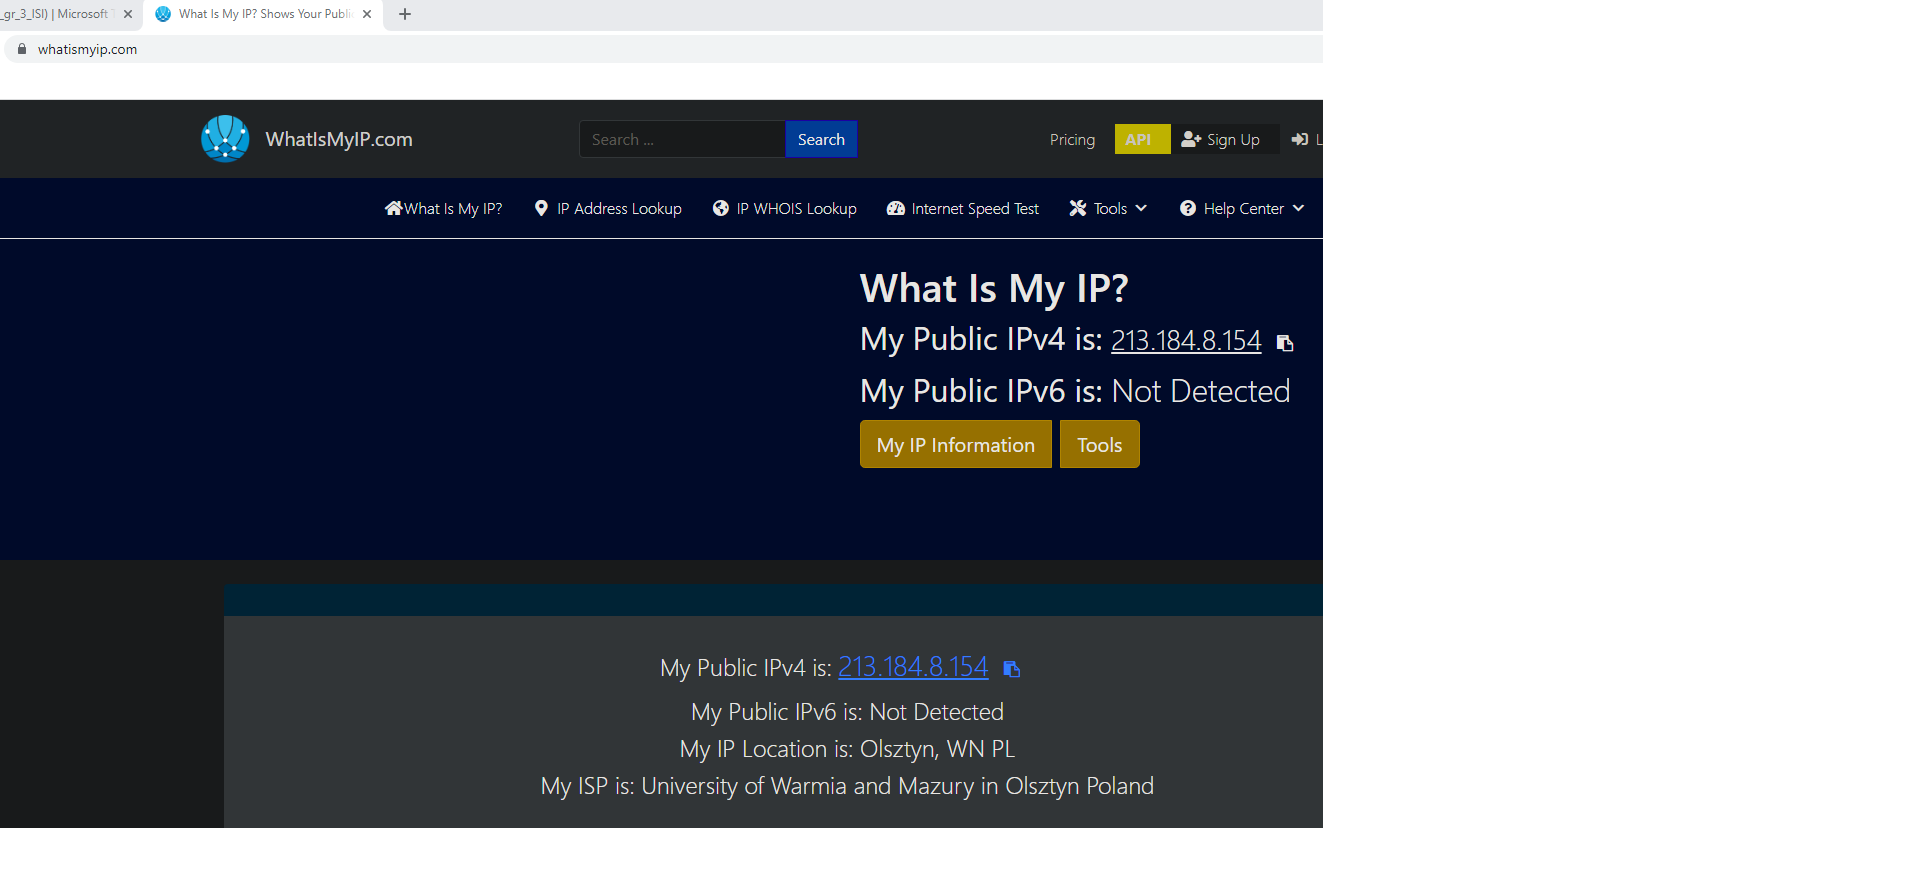 _gr_3_ISI) | Microsoft T
What Is My IP? Shows Your Publi
whatismyip.com
WhatIsMyIP.com
Search ...
Search
Pricing
API
Sign Up
L
What Is My IP?
IP Address Lookup
IP WHOIS Lookup
Internet Speed Test
Tools
Help Center
What Is My IP?
My Public IPv4 is: 213.184.8.154
My Public IPv6 is: Not Detected
My IP Information
Tools
My Public IPv4 is: 213.184.8.154
My Public IPv6 is: Not Detected
My IP Location is: Olsztyn, WN PL
My ISP is: University of Warmia and Mazury in Olsztyn Poland